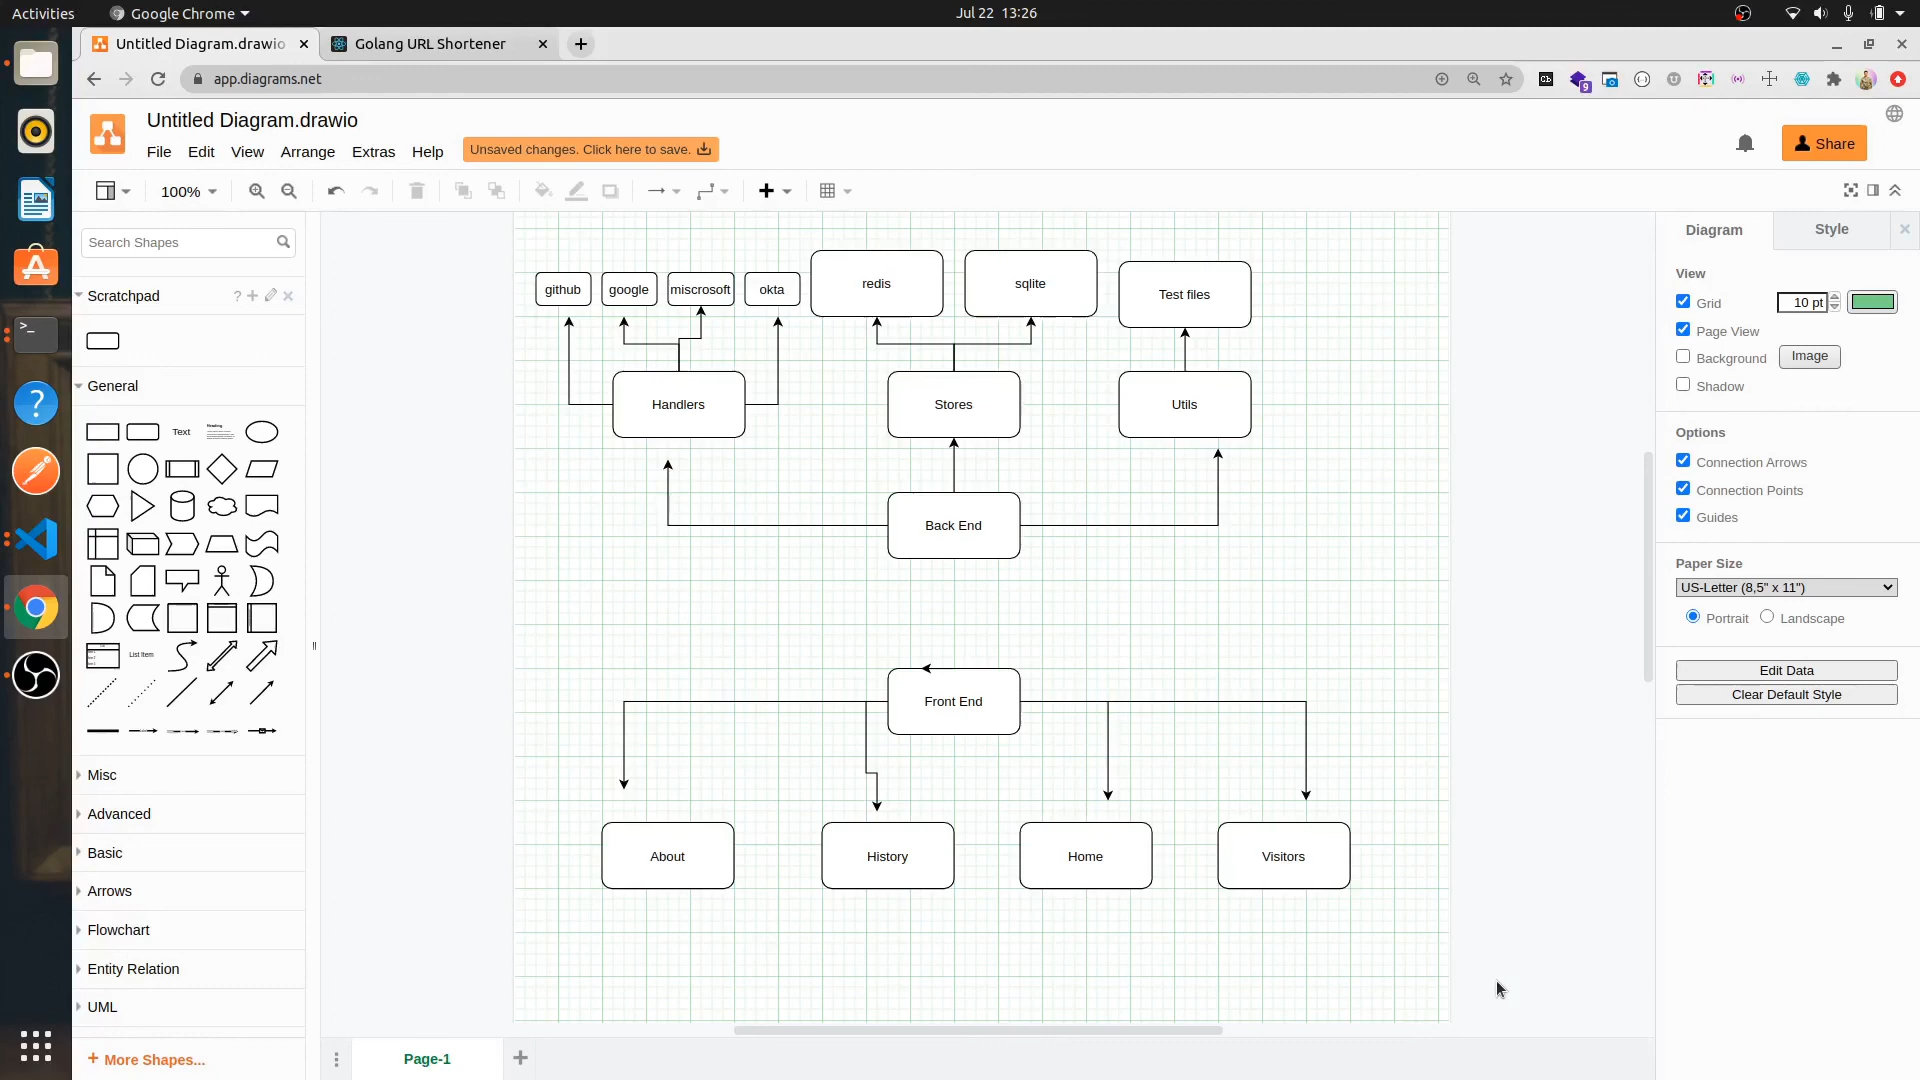 Activities
Google Chrome
Jul 22 13:26
Untitled Diagram.drawio
Golang URL Shortener
app.diagrams.net
9
Untitled Diagram.drawio
File Edit View Arrange Extras Help
Unsaved changes. Click here to save.
Share
100%
Search Shapes
Scratchpad
?
General
Text
Heading
List Item
Misc
Advanced
Basic
Arrows
Flowchart
Entity Relation
UML
+ More Shapes...
github
google
miscrosoft
okta
redis
sqlite
Test files
Handlers
Stores
Utils
Back End
Front End
About
History
Home
Visitors
Page-1
Diagram
Style
View
Grid
10 pt
Page View
Background
Image
Shadow
Options
Connection Arrows
Connection Points
Guides
Paper Size
US-Letter (8,5" x 11")
Portrait
Landscape
Edit Data
Clear Default Style